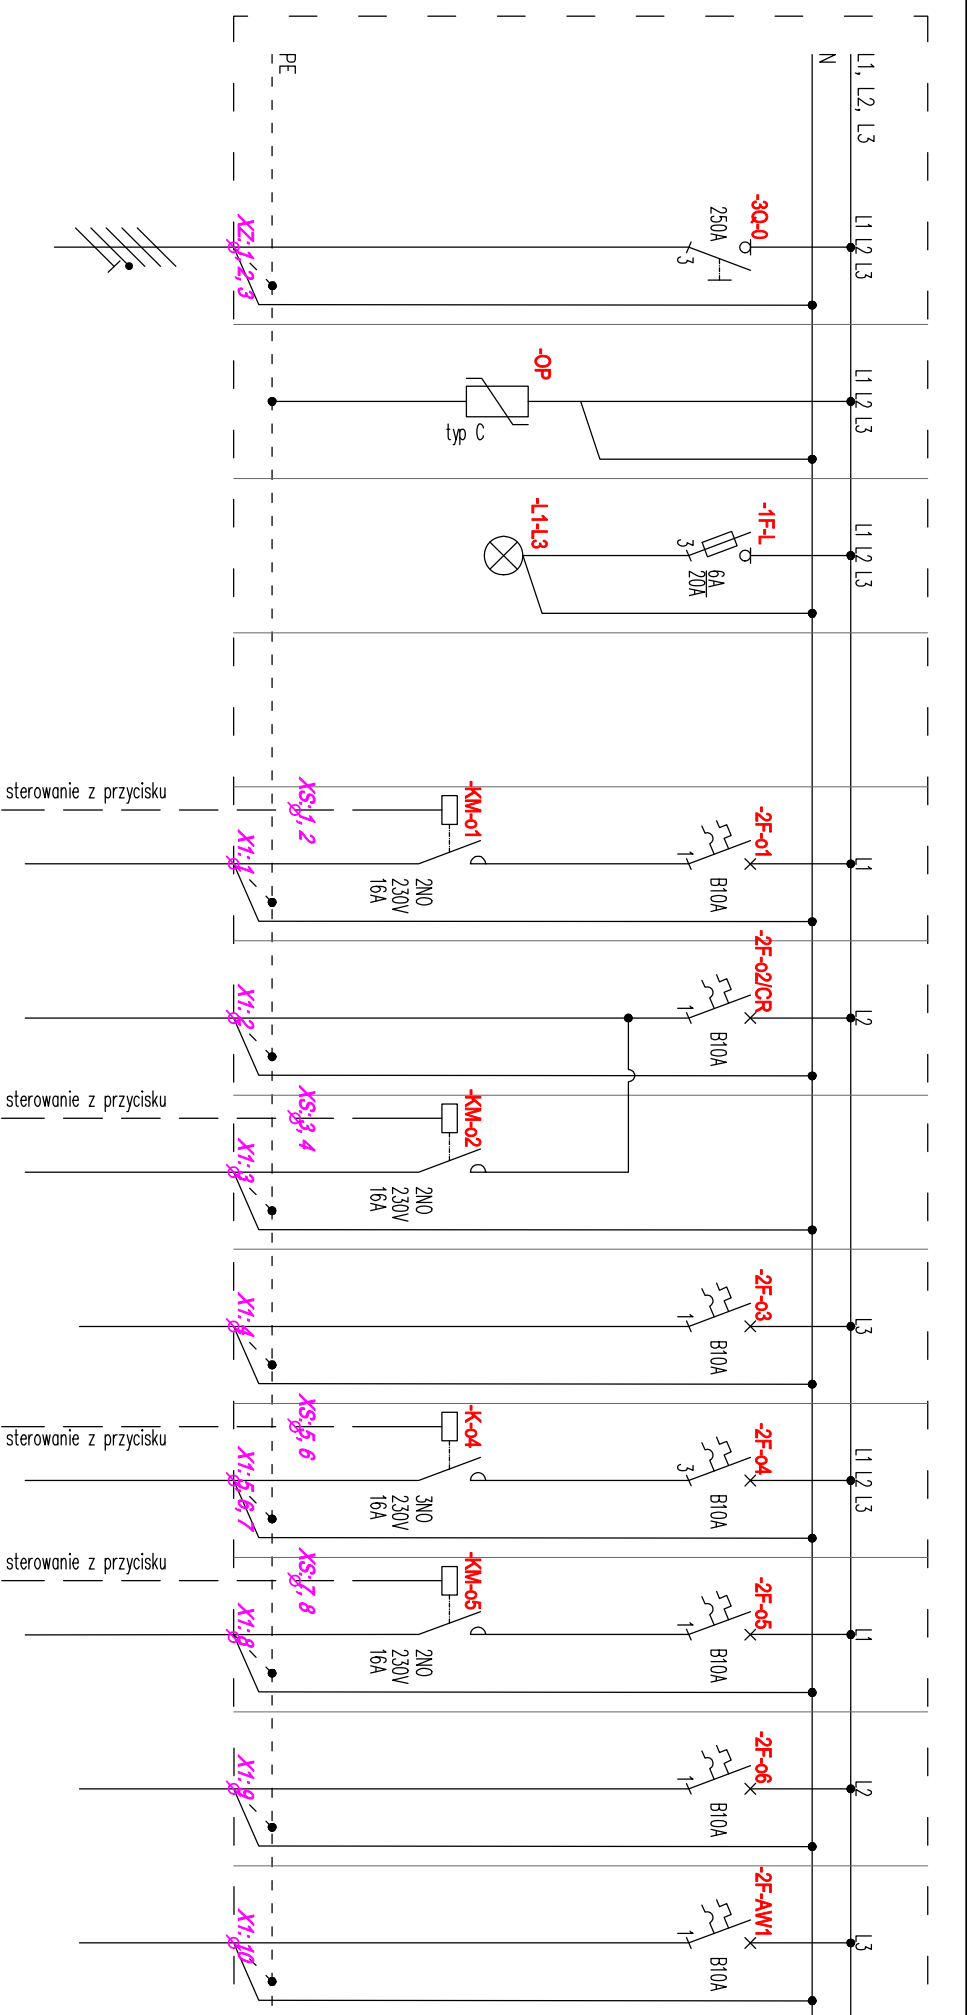 L1, L2, L3
N
PE
L1 L2 L3
-3Q-0
250A
3
XZ:1, 2, 3
L1 L2 L3
-OP
typ C
L1 L2 L3
-1F-L
3
6A
20A
-L1-L3
L1
-2F-o1
1
B10A
-KM-o1
2NO
230V
16A
XS:1, 2
sterowanie z przycisku
X1:1
L2
-2F-o2/CR
1
B10A
X1:2
-KM-o2
2NO
230V
16A
XS:3, 4
sterowanie z przycisku
X1:3
L3
-2F-o3
1
B10A
X1:4
L1 L2 L3
-2F-o4
3
B10A
-K-o4
3NO
230V
16A
XS:5, 6
sterowanie z przycisku
X1:5,6,7
L1
-2F-o5
1
B10A
-KM-o5
2NO
230V
16A
XS:7, 8
sterowanie z przycisku
X1:8
L2
-2F-o6
1
B10A
X1:9
L3
-2F-AW1
1
B10A
X1:10